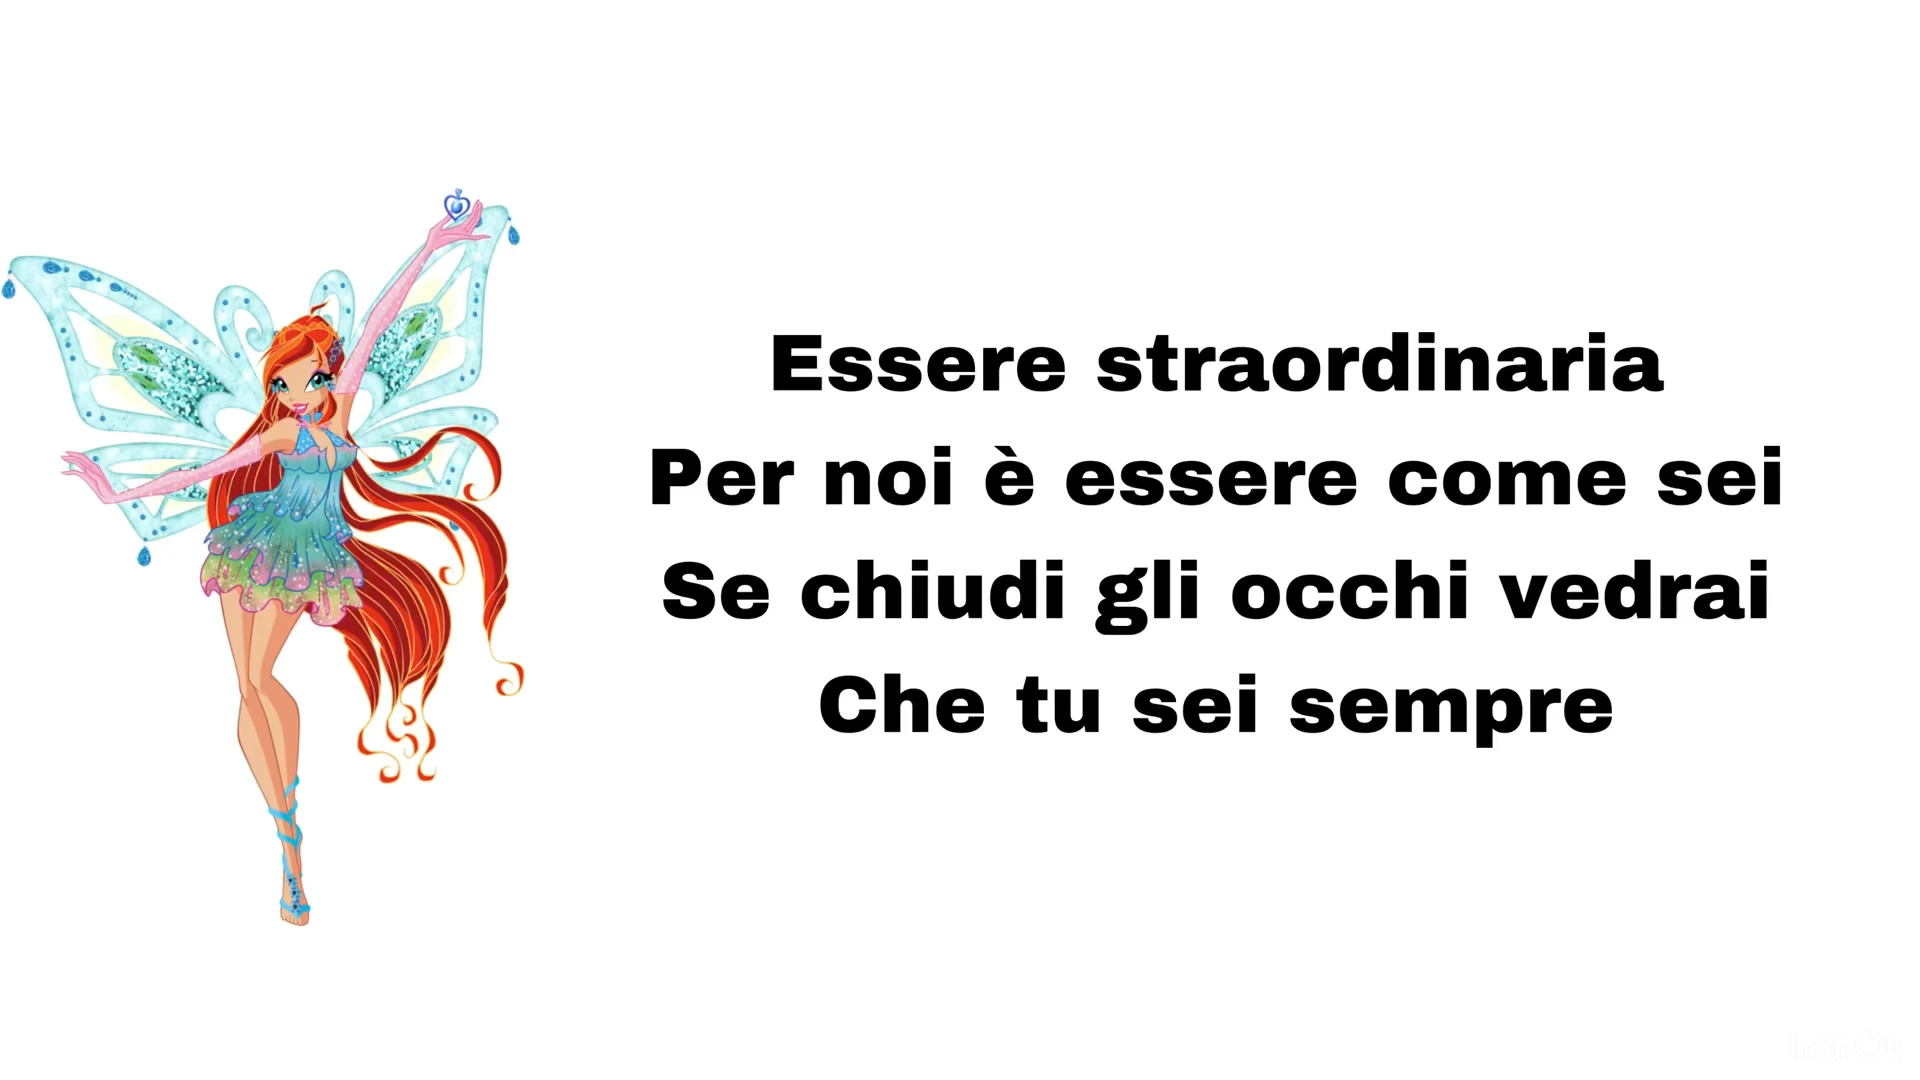 Essere straordinaria
Per noi è essere come sei
Se chiudi gli occhi vedrai
Che tu sei sempre